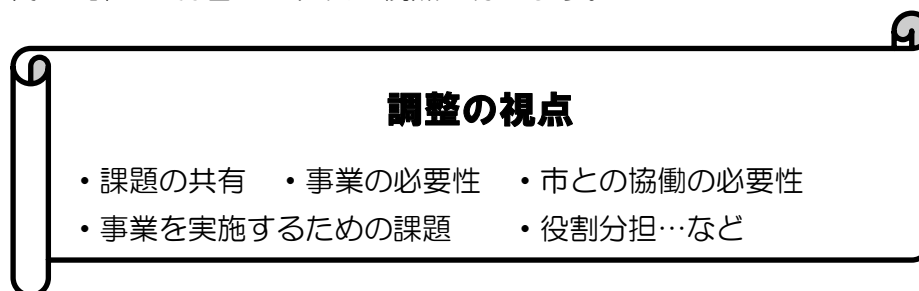 調整の視点
・課題の共有　・事業の必要性　・市との協働の必要性
・事業を実施するための課題　・役割分担…など